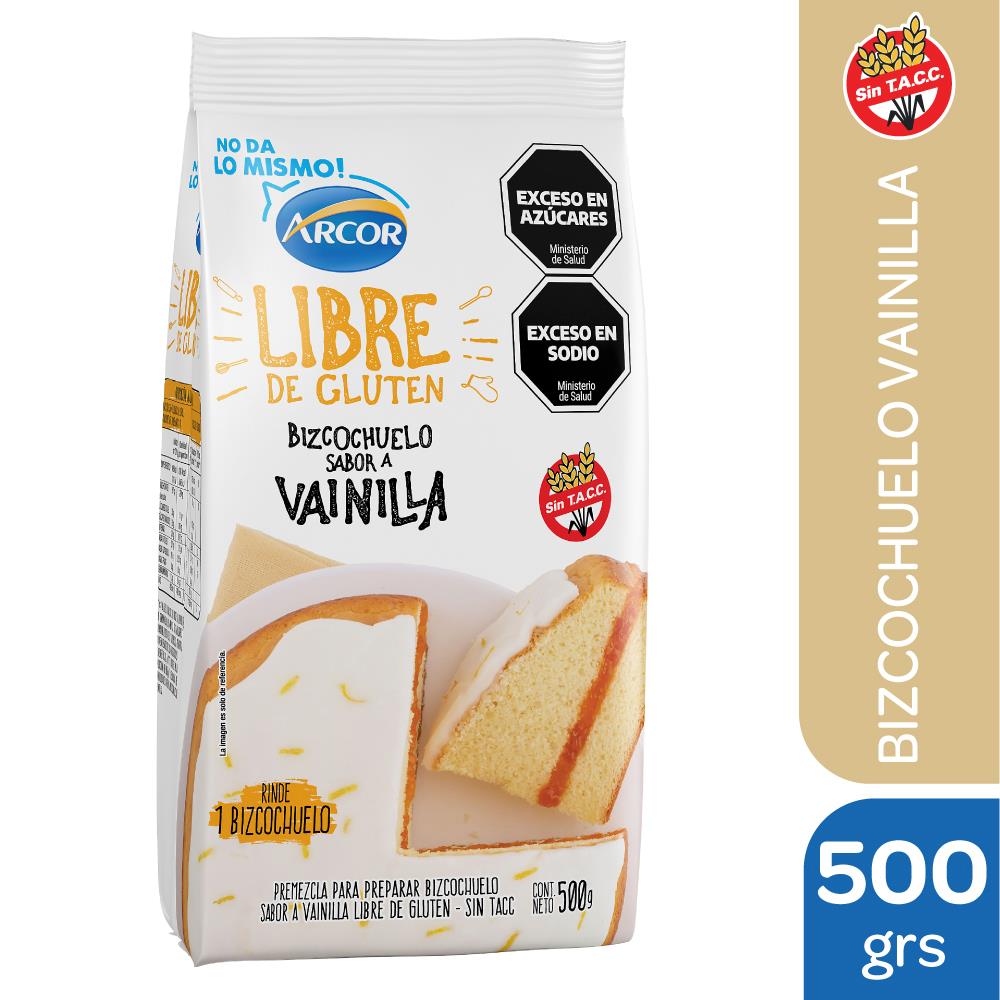 NO DA
LO MISMO!
ARCOR
LIBRE
DE GLUTEN
BIZCOCHUELO
SABOR A
VAINILLA
EXCESO EN
AZÚCARES
Ministerio
de Salud
EXCESO EN
SODIO
Ministerio
de Salud
Sin T.A.C.C.
La imagen es solo de referencia.
RINDE
1 BIZCOCHUELO
PREMEZCLA PARA PREPARAR BIZCOCHUELO
SABOR A VAINILLA LIBRE DE GLUTEN - SIN TACC
CONT.
NETO 500g
Sin T.A.C.C.
BIZCOCHUELO VAINILLA
500
grs